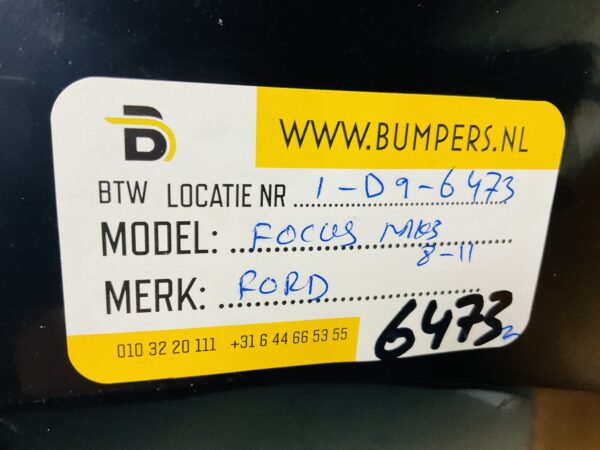 WWW.BUMPERS.NL
BTW LOCATIE NR 1-D9-6473
MODEL: FOCUS MK3
8-11
MERK: FORD
010 32 20 111 +31 6 44 66 53 55
6473